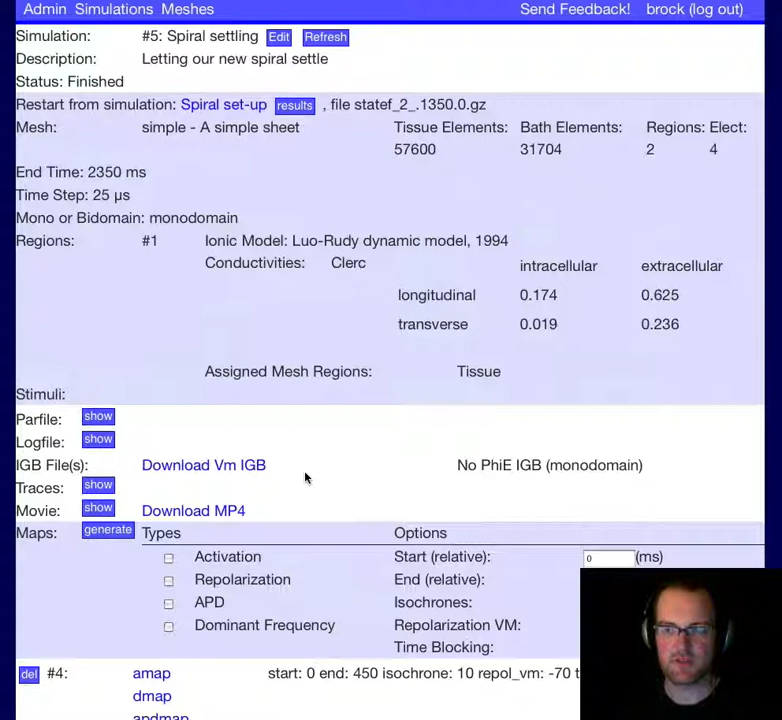 Admin Simulations Meshes Send Feedback! brock (log out)
Simulation: #5: Spiral settling Edit Refresh
Description: Letting our new spiral settle
Status: Finished
Restart from simulation: Spiral set-up results , file statef_2_.1350.0.gz
Mesh: simple - A simple sheet Tissue Elements: Bath Elements: Regions: Elect:
57600 31704 2 4
End Time: 2350 ms
Time Step: 25 µs
Mono or Bidomain: monodomain
Regions: #1 Ionic Model: Luo-Rudy dynamic model, 1994
Conductivities: Clerc intracellular extracellular
longitudinal 0.174 0.625
transverse 0.019 0.236
Assigned Mesh Regions: Tissue
Stimuli:
Parfile: show
Logfile: show
IGB File(s): Download Vm IGB No PhiE IGB (monodomain)
Traces: show
Movie: show Download MP4
Maps: generate Types Options
Activation Start (relative): 0 (ms)
Repolarization End (relative):
APD Isochrones:
Dominant Frequency Repolarization VM:
Time Blocking:
del #4: amap start: 0 end: 450 isochrone: 10 repol_vm: -70 t
dmap
apdmap